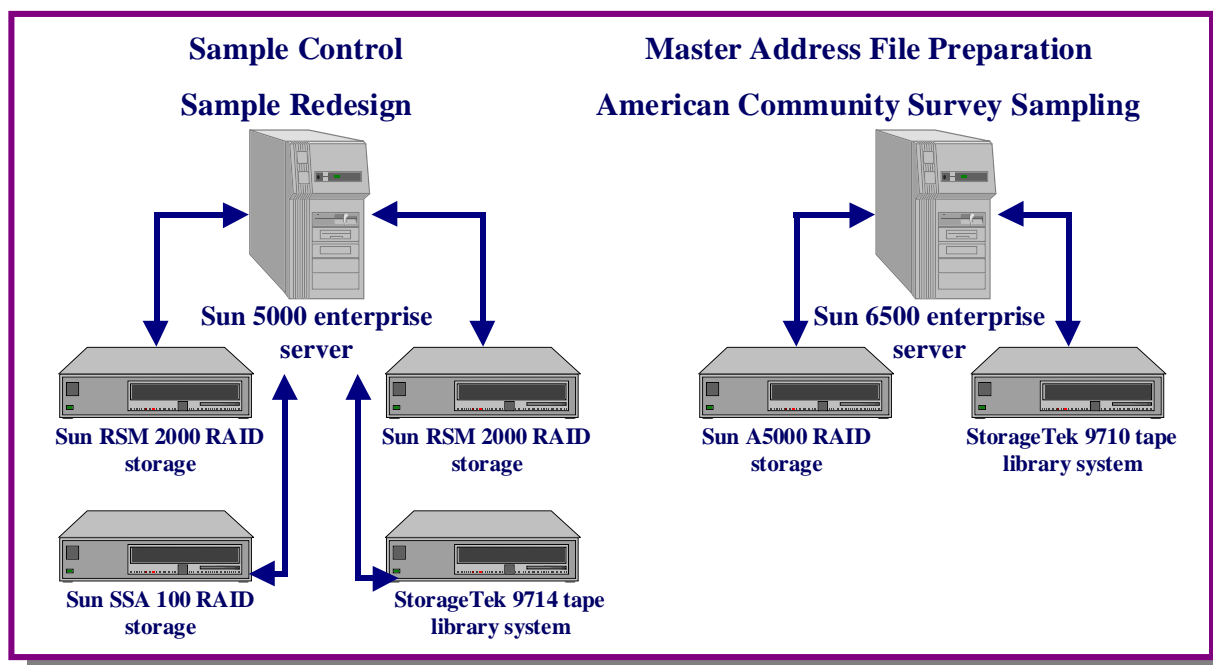 Sample Control
Sample Redesign
Sun 5000 enterprise
server
Sun RSM 2000 RAID
storage
Sun RSM 2000 RAID
storage
Sun SSA 100 RAID
storage
StorageTek 9714 tape
library system
Master Address File Preparation
American Community Survey Sampling
Sun 6500 enterprise
server
Sun A5000 RAID
storage
StorageTek 9710 tape
library system